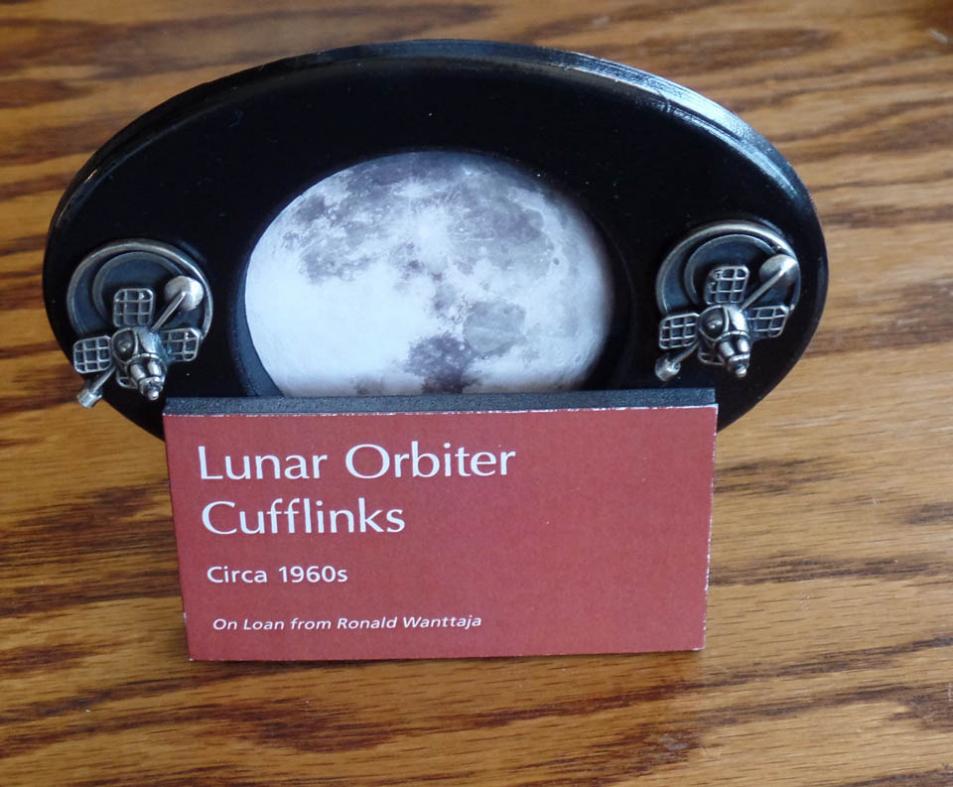 Lunar Orbiter
Cufflinks
Circa 1960s
On Loan from Ronald Wanttaja